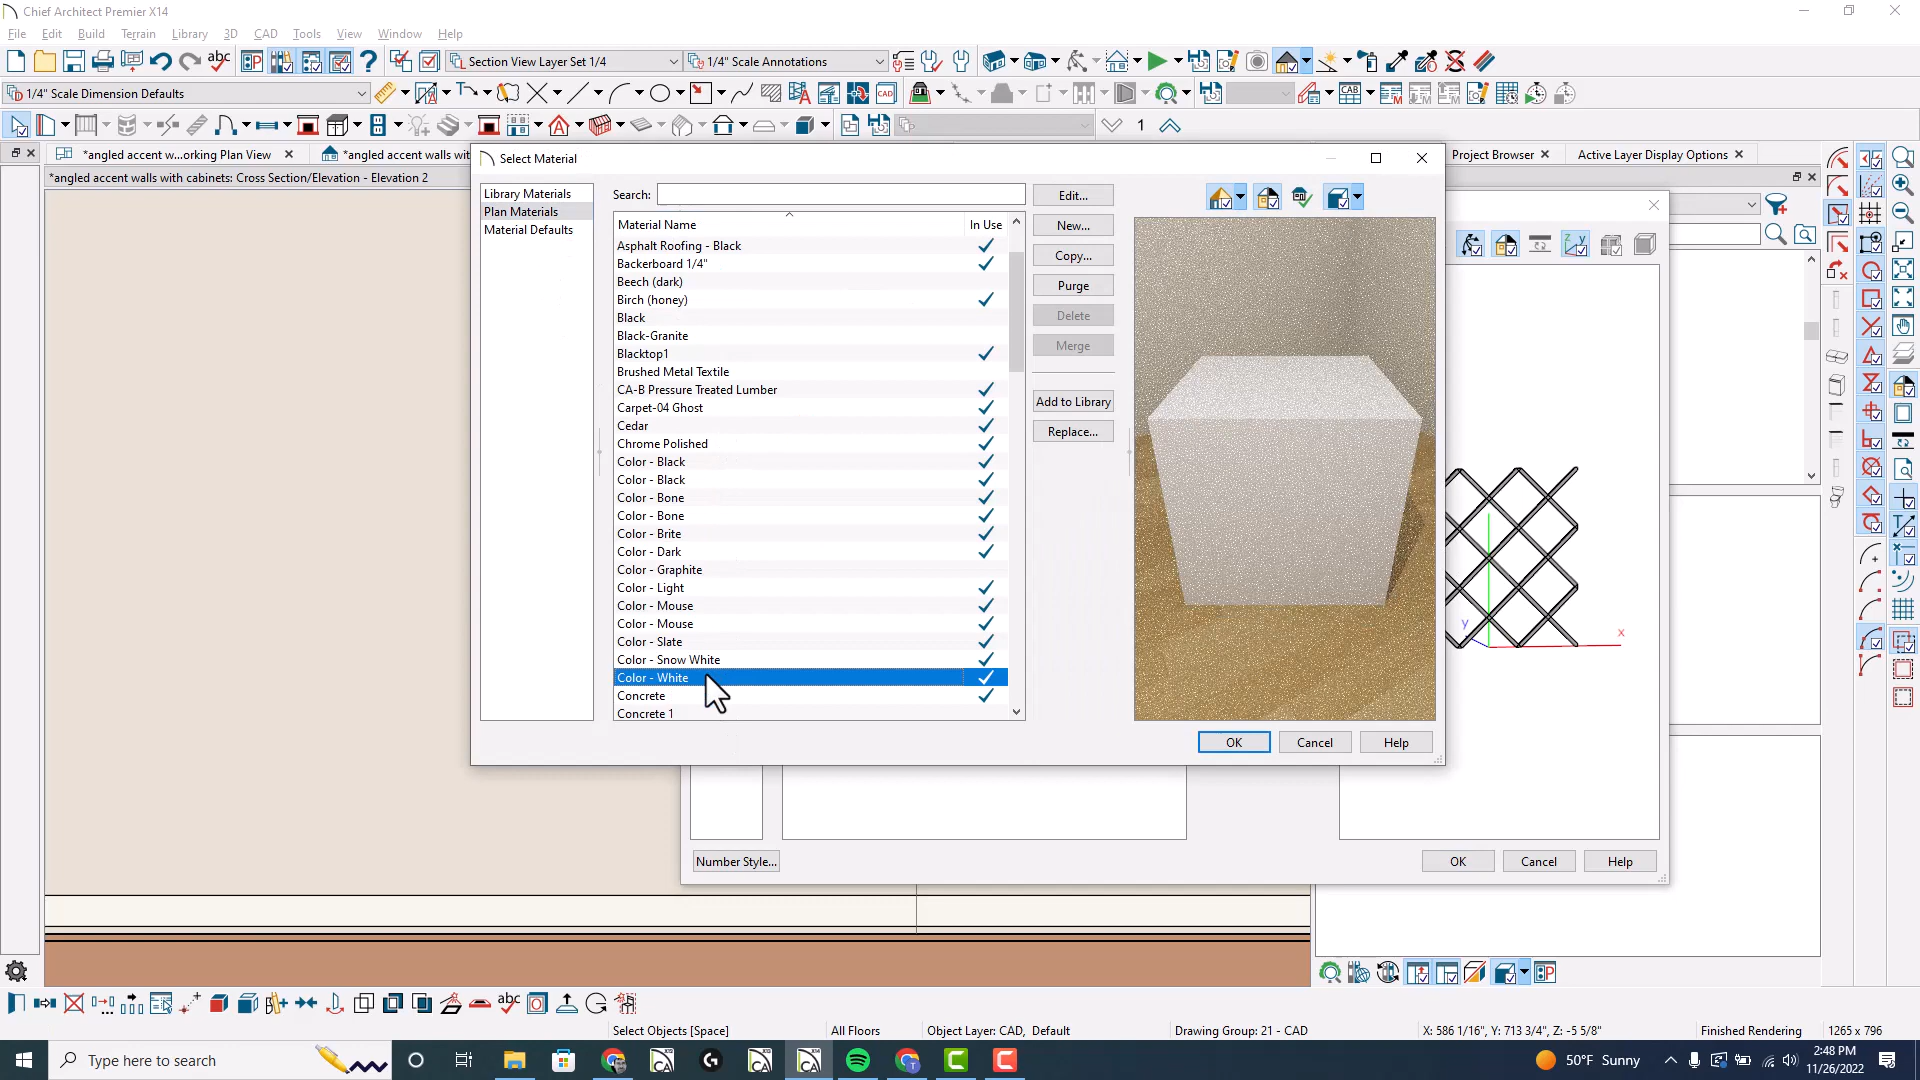 Chief Architect Premier X14
File Edit Build Terrain Library 3D CAD Tools View Window Help
Section View Layer Set 1/4
1/4" Scale Annotations
1/4" Scale Dimension Defaults
1
*angled accent w...orking Plan View
*angled accent walls wit
Project Browser
Active Layer Display Options
*angled accent walls with cabinets: Cross Section/Elevation - Elevation 2
Select Material
Library Materials
Plan Materials
Material Defaults
Search:
Material Name In Use
Asphalt Roofing - Black
Backerboard 1/4"
Beech (dark)
Birch (honey)
Black
Black-Granite
Blacktop1
Brushed Metal Textile
CA-B Pressure Treated Lumber
Carpet-04 Ghost
Cedar
Chrome Polished
Color - Black
Color - Black
Color - Bone
Color - Bone
Color - Brite
Color - Dark
Color - Graphite
Color - Light
Color - Mouse
Color - Mouse
Color - Slate
Color - Snow White
Color - White
Concrete
Concrete 1
Edit...
New...
Copy...
Purge
Delete
Merge
Add to Library
Replace...
OK Cancel Help
y
x
Number Style...
OK Cancel Help
Select Objects [Space]
All Floors
Object Layer: CAD, Default
Drawing Group: 21 - CAD
X: 586 1/16", Y: 713 3/4", Z: -5 5/8"
Finished Rendering
1265 x 796
Type here to search
50°F Sunny
2:48 PM
11/26/2022